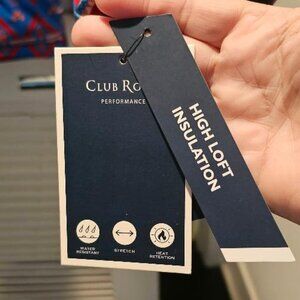 CLUB RO
PERFORMANCE
WATER
RESISTANT
STRETCH
HEAT
RETENTION
HIGH LOFT
INSULATION